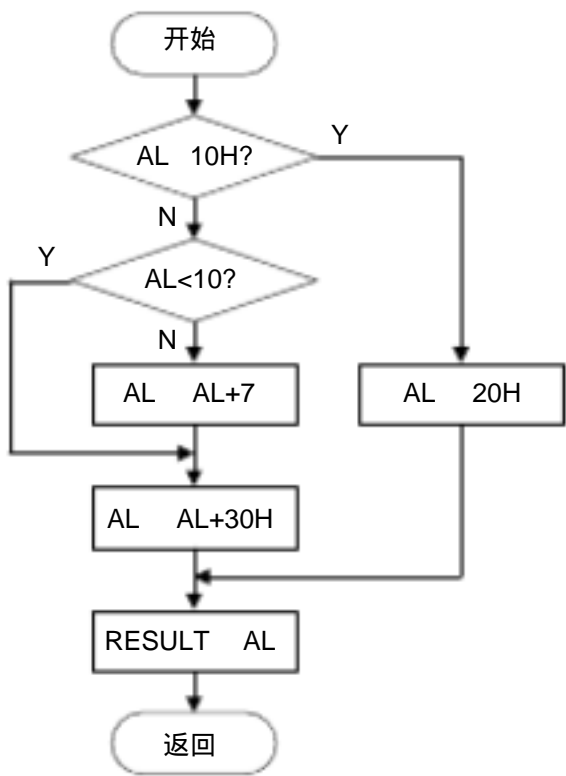 开始
AL 10H?
Y
N
Y
AL<10?
N
AL AL+7
AL 20H
AL AL+30H
RESULT AL
返回